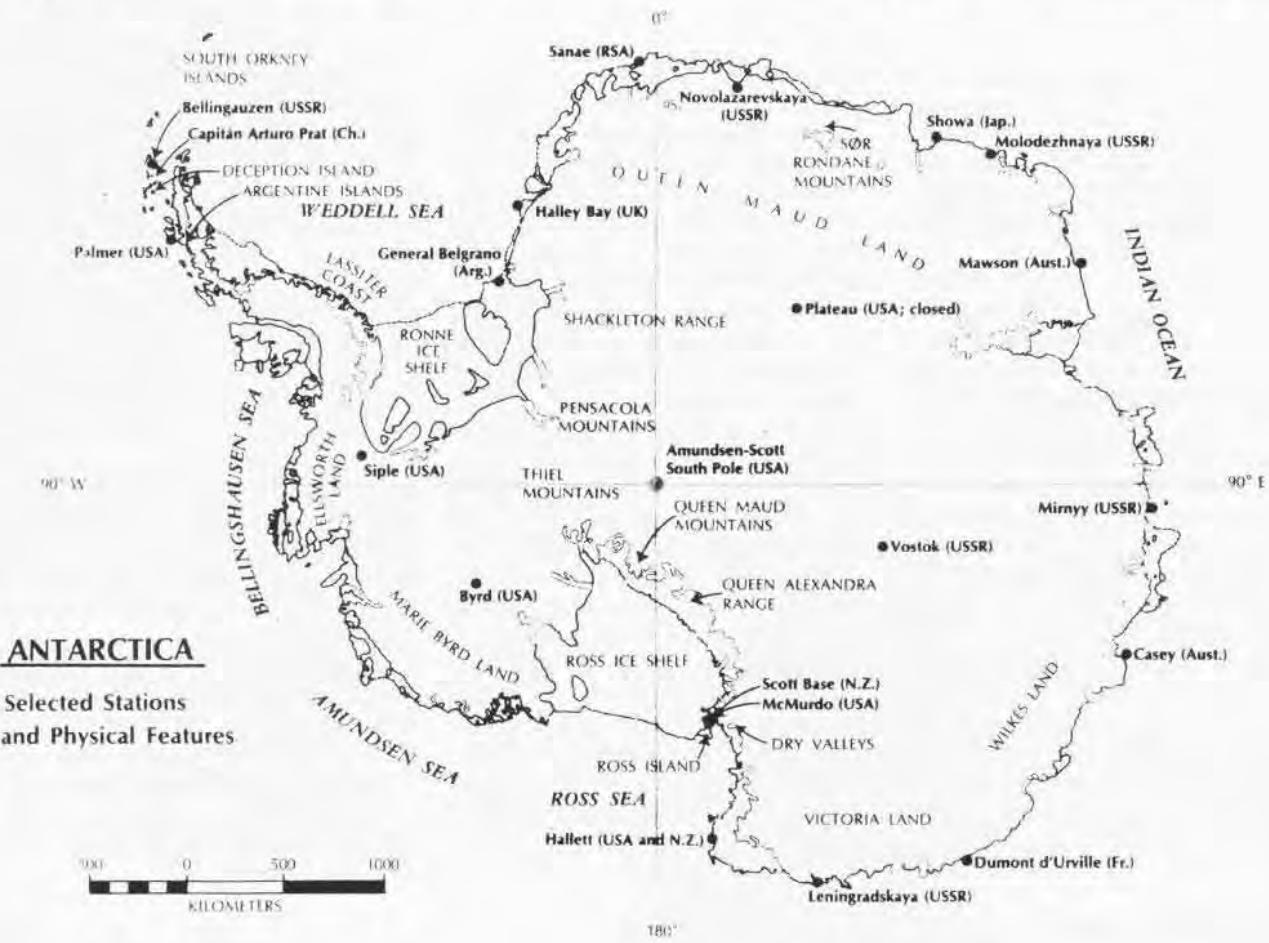 0°
SOUTH ORKNEY
ISLANDS
Sanae (RSA)
Bellingauzen (USSR)
Novolazarevskaya
(USSR)
Capitán Arturo Prat (Ch.)
Showa (Jap.)
SØR
RONDANE
MOUNTAINS
Molodezhnaya (USSR)
DECEPTION ISLAND
ARGENTINE ISLANDS
WEDDELL SEA
QUEEN MAUD LAND
Halley Bay (UK)
Palmer (USA)
General Belgrano
(Arg.)
LASSITER
COAST
Mawson (Aust.)
INDIAN OCEAN
Plateau (USA; closed)
SHACKLETON RANGE
RONNE
ICE
SHELF
BELLINGSHAUSEN SEA
PENSACOLA
MOUNTAINS
ELLSWORTH
LAND
Siple (USA)
Amundsen-Scott
South Pole (USA)
90° W
THIEL
MOUNTAINS
90° E
QUEEN MAUD
MOUNTAINS
Mirnyy (USSR)
Vostok (USSR)
Byrd (USA)
QUEEN ALEXANDRA
RANGE
MARIE BYRD LAND
ANTARCTICA
ROSS ICE SHELF
Casey (Aust.)
Selected Stations
and Physical Features
Scott Base (N.Z.)
McMurdo (USA)
WILKES LAND
AMUNDSEN SEA
DRY VALLEYS
ROSS ISLAND
ROSS SEA
VICTORIA LAND
Hallett (USA and N.Z.)
500 0 500 1000
KILOMETERS
Dumont d'Urville (Fr.)
Leningradskaya (USSR)
180°